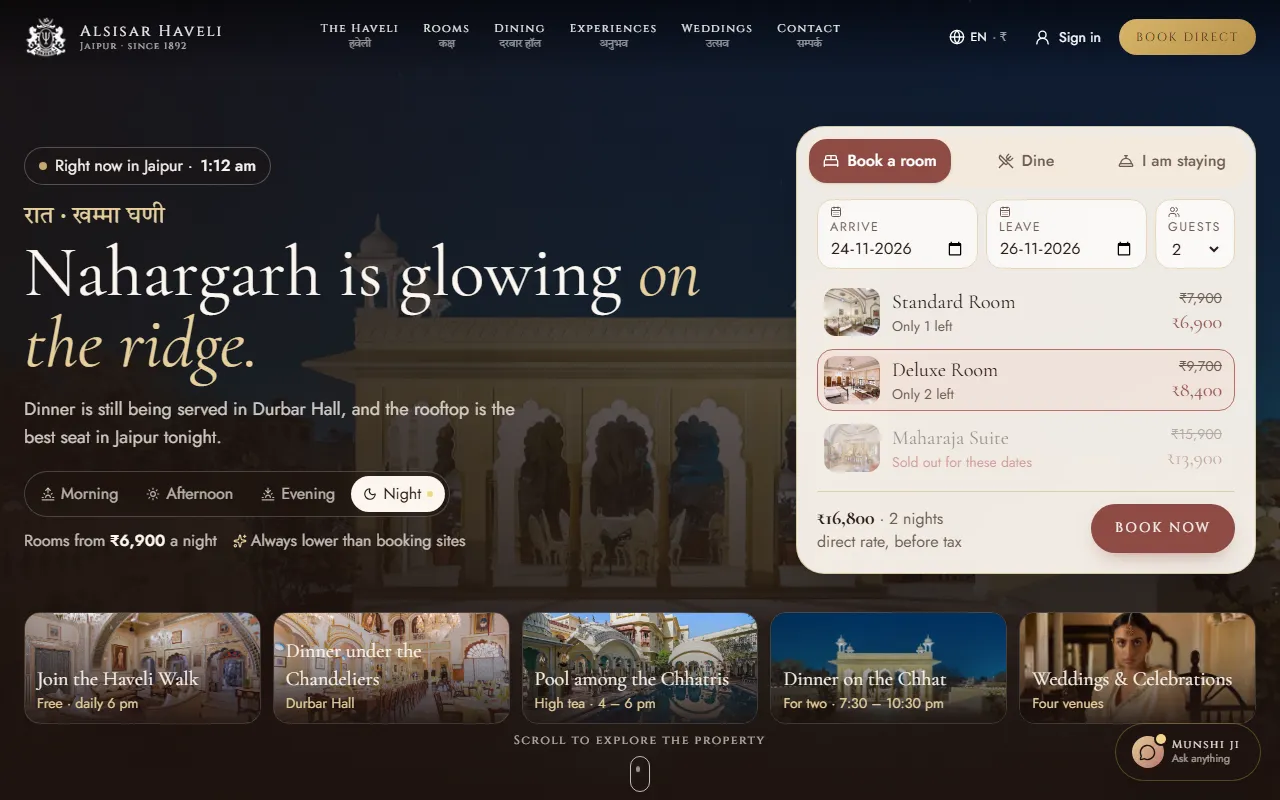 ALSISAR HAVELI
JAIPUR · SINCE 1892
THE HAVELI
हवेली
ROOMS
कक्ष
DINING
दरबार हॉल
EXPERIENCES
अनुभव
WEDDINGS
उत्सव
CONTACT
सम्पर्क
EN · ₹
Sign in
BOOK DIRECT
Right now in Jaipur · 1:12 am
रात · खम्मा घणी
Nahargarh is glowing on
the ridge.
Dinner is still being served in Durbar Hall, and the rooftop is the
best seat in Jaipur tonight.
Morning
Afternoon
Evening
Night
Rooms from ₹6,900 a night
Always lower than booking sites
Book a room
Dine
I am staying
ARRIVE
24-11-2026
LEAVE
26-11-2026
GUESTS
2
Standard Room
₹7,900
Only 1 left
₹6,900
Deluxe Room
₹9,700
Only 2 left
₹8,400
Maharaja Suite
₹15,900
Sold out for these dates
₹13,900
₹16,800 · 2 nights
direct rate, before tax
BOOK NOW
Join the Haveli Walk
Free · daily 6 pm
Dinner under the
Chandeliers
Durbar Hall
Pool among the Chhatris
High tea · 4 – 6 pm
Dinner on the Chhat
For two · 7:30 – 10:30 pm
Weddings & Celebrations
Four venues
SCROLL TO EXPLORE THE PROPERTY
MUNSHI JI
Ask anything